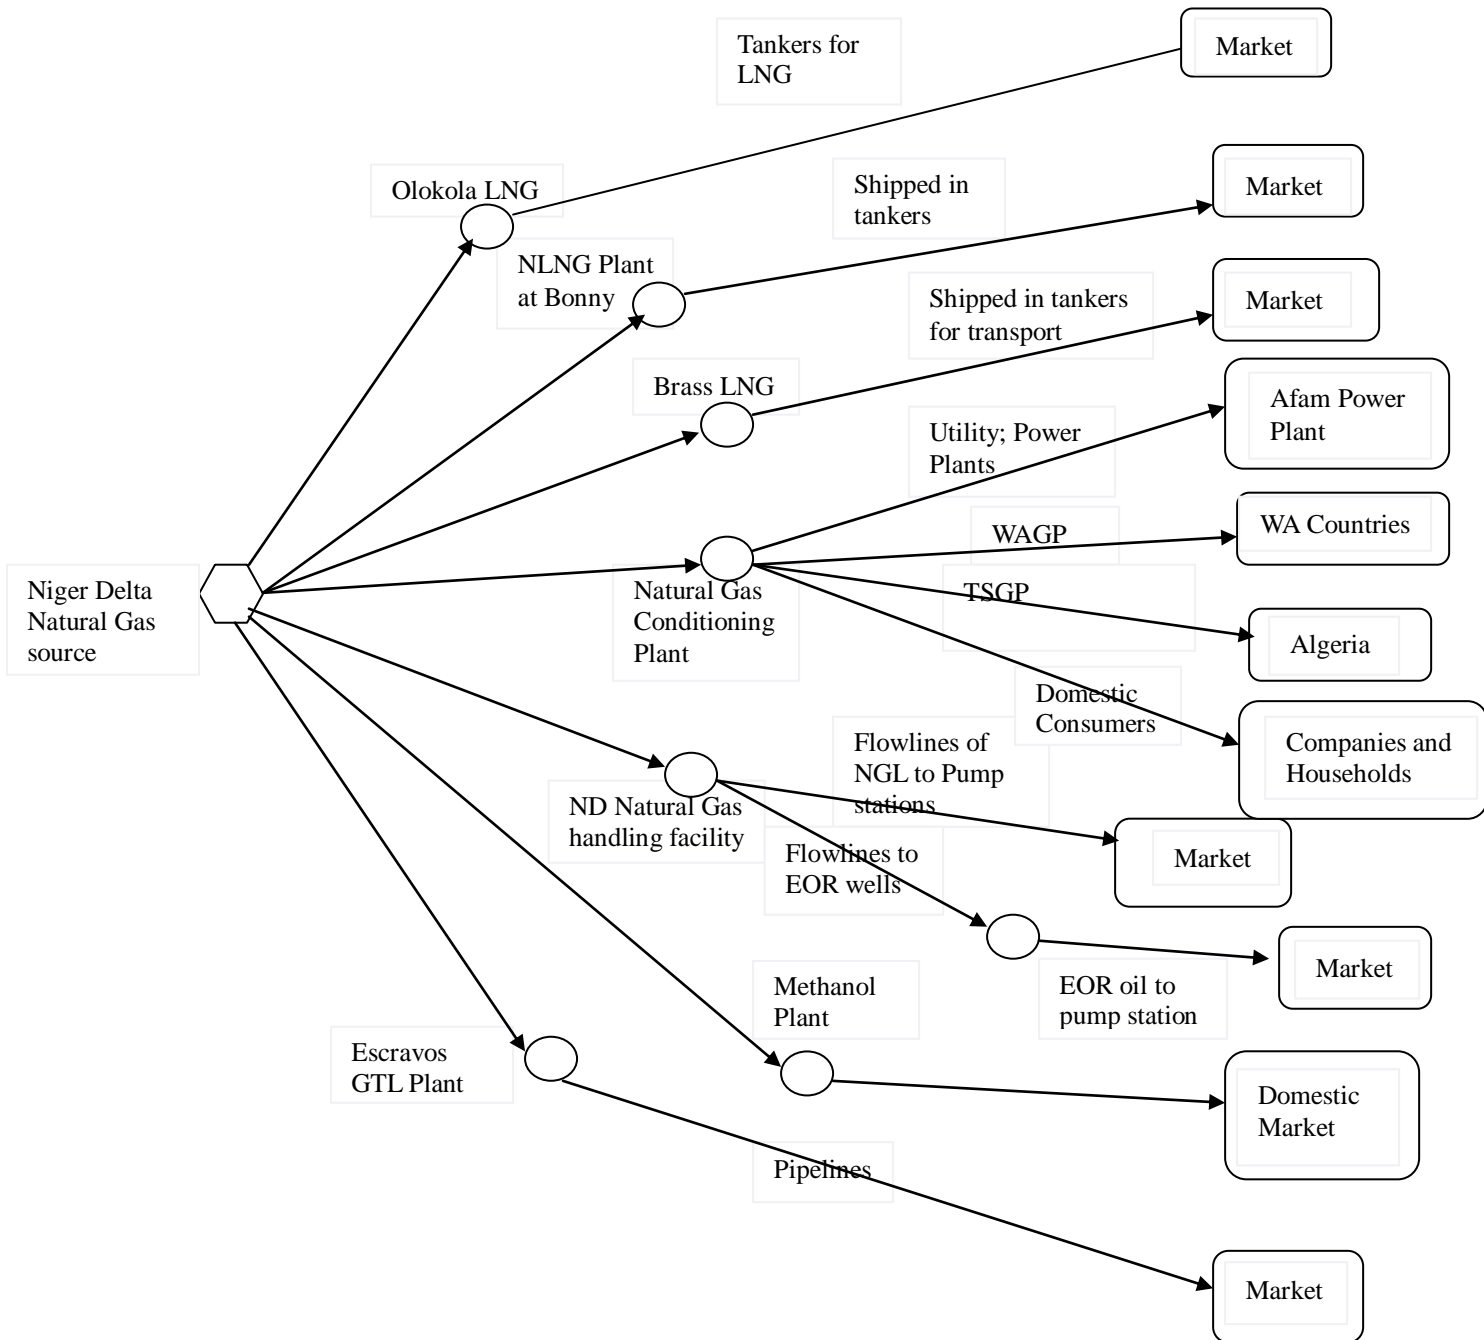 Tankers for
LNG
Market
Olokola LNG
Shipped in
tankers
Market
NLNG Plant
at Bonny
Shipped in tankers
for transport
Market
Brass LNG
Utility; Power
Plants
Afam Power
Plant
WAGP
WA Countries
Niger Delta
Natural Gas
source
Natural Gas
Conditioning
Plant
TSGP
Algeria
Domestic
Consumers
Companies and
Households
Flowlines of
NGL to Pump
stations
ND Natural Gas
handling facility
Market
Flowlines to
EOR wells
Market
EOR oil to
pump station
Methanol
Plant
Escravos
GTL Plant
Domestic
Market
Pipelines
Market